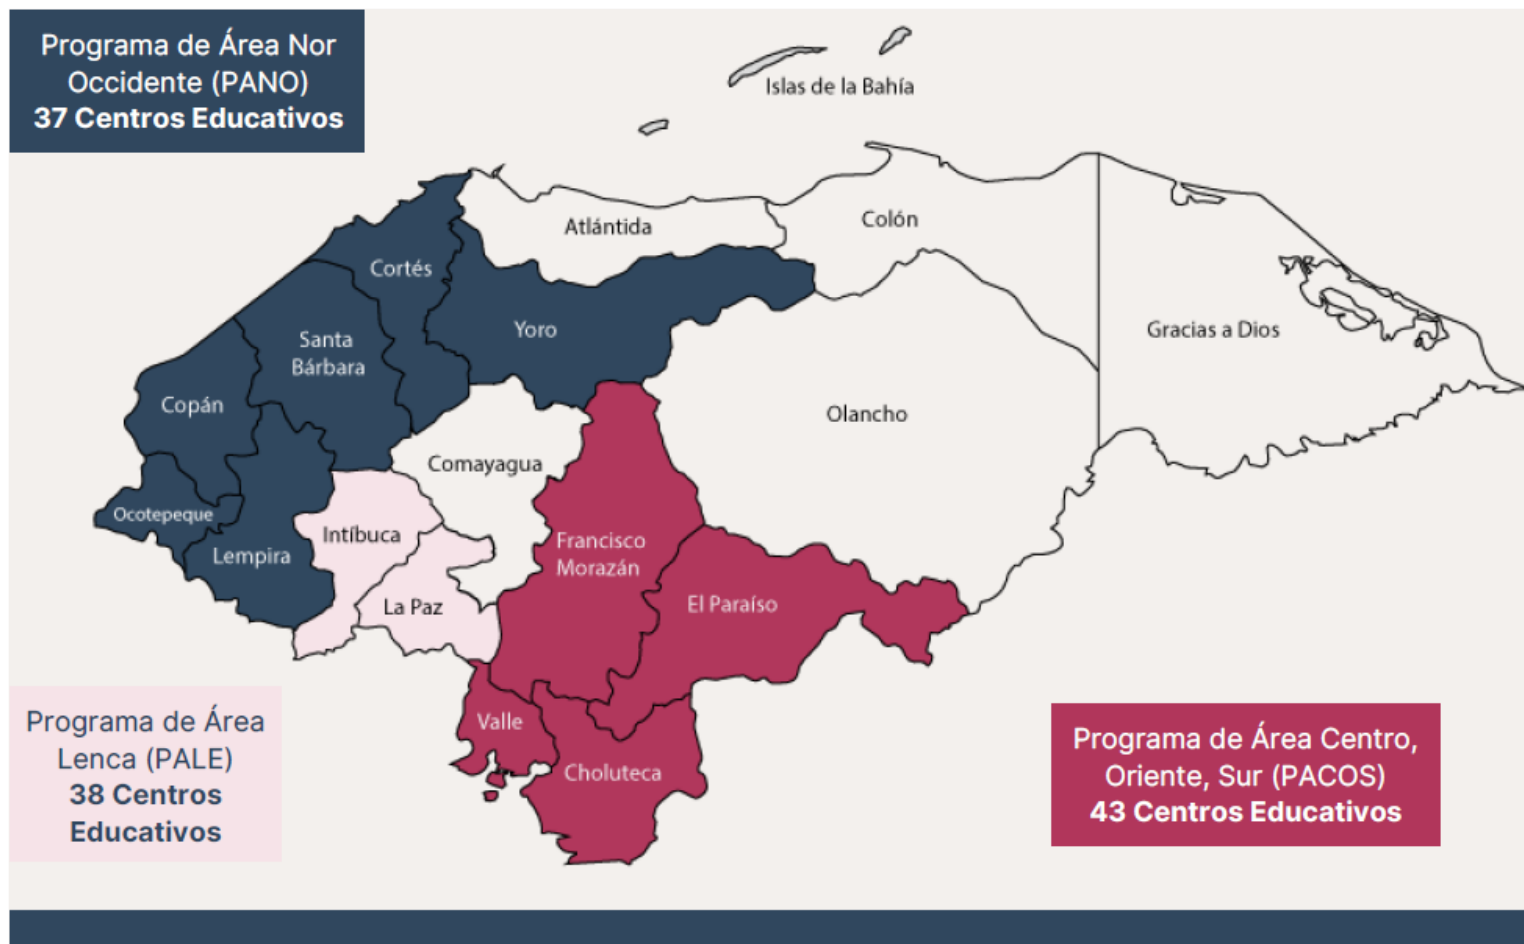 Programa de Área Nor
Occidente (PANO)
37 Centros Educativos
Islas de la Bahía
Atlántida
Colón
Cortés
Yoro
Gracias a Dios
Santa
Bárbara
Copán
Olancho
Comayagua
Ocotepeque
Intíbuca
Lempira
Francisco
Morazán
La Paz
El Paraíso
Valle
Choluteca
Programa de Área
Lenca (PALE)
38 Centros
Educativos
Programa de Área Centro,
Oriente, Sur (PACOS)
43 Centros Educativos